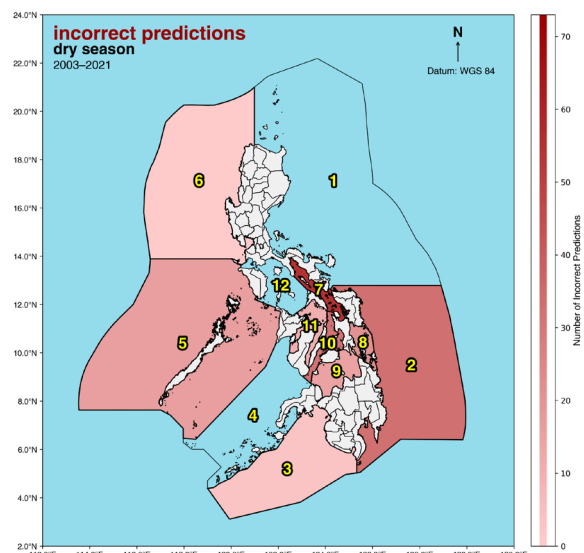 incorrect predictions
dry season
2003–2021
N
Datum: WGS 84
24.0°N
22.0°N
20.0°N
18.0°N
16.0°N
14.0°N
12.0°N
10.0°N
8.0°N
6.0°N
4.0°N
2.0°N
6
1
12
7
11
5
10
8
2
9
4
3
70
60
50
40
30
20
10
0
Number of Incorrect Predictions